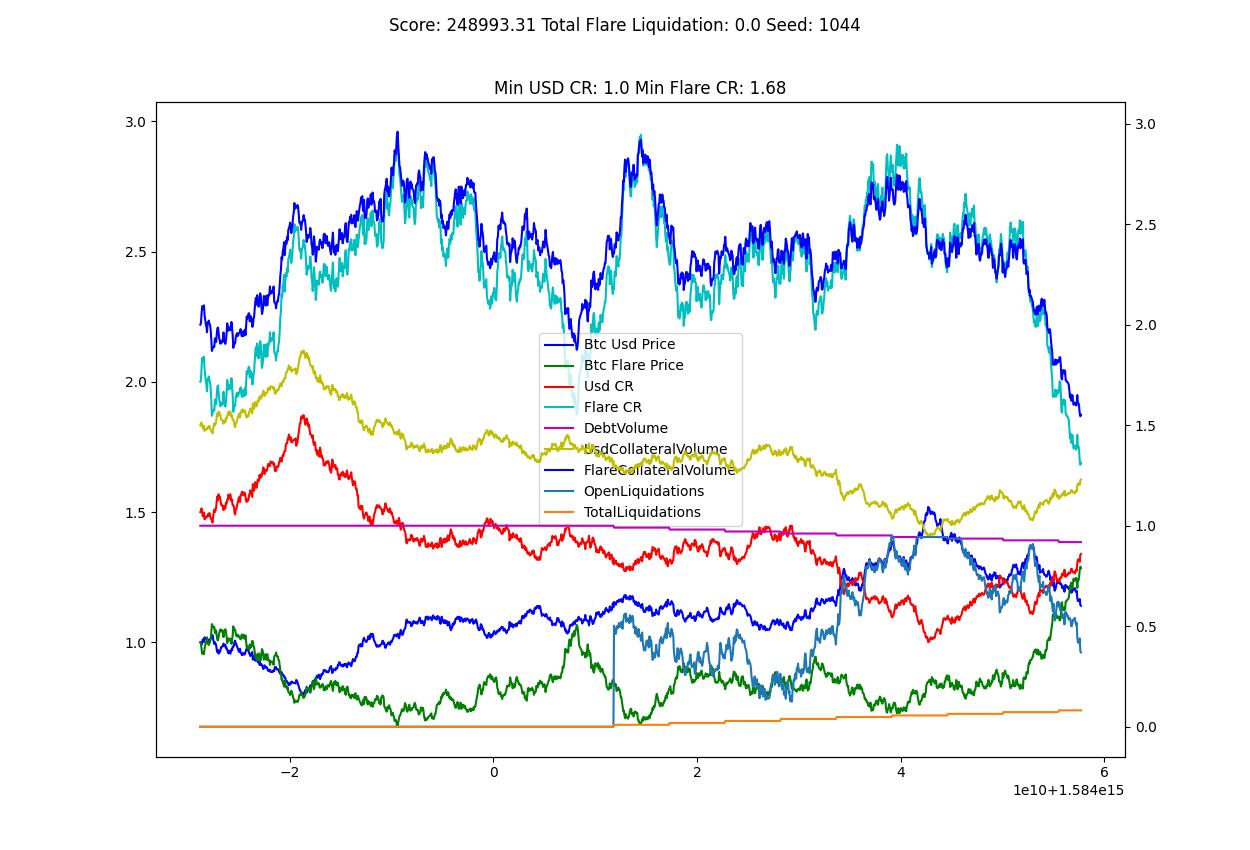 Score: 248993.31 Total Flare Liquidation: 0.0 Seed: 1044
Min USD CR: 1.0 Min Flare CR: 1.68
3.0
2.5
2.0
1.5
1.0
3.0
2.5
2.0
1.5
1.0
0.5
0.0
Btc Usd Price
Btc Flare Price
Usd CR
Flare CR
DebtVolume
UsdCollateralVolume
FlareCollateralVolume
OpenLiquidations
TotalLiquidations
−2
0
2
4
6
1e10+1.584e15